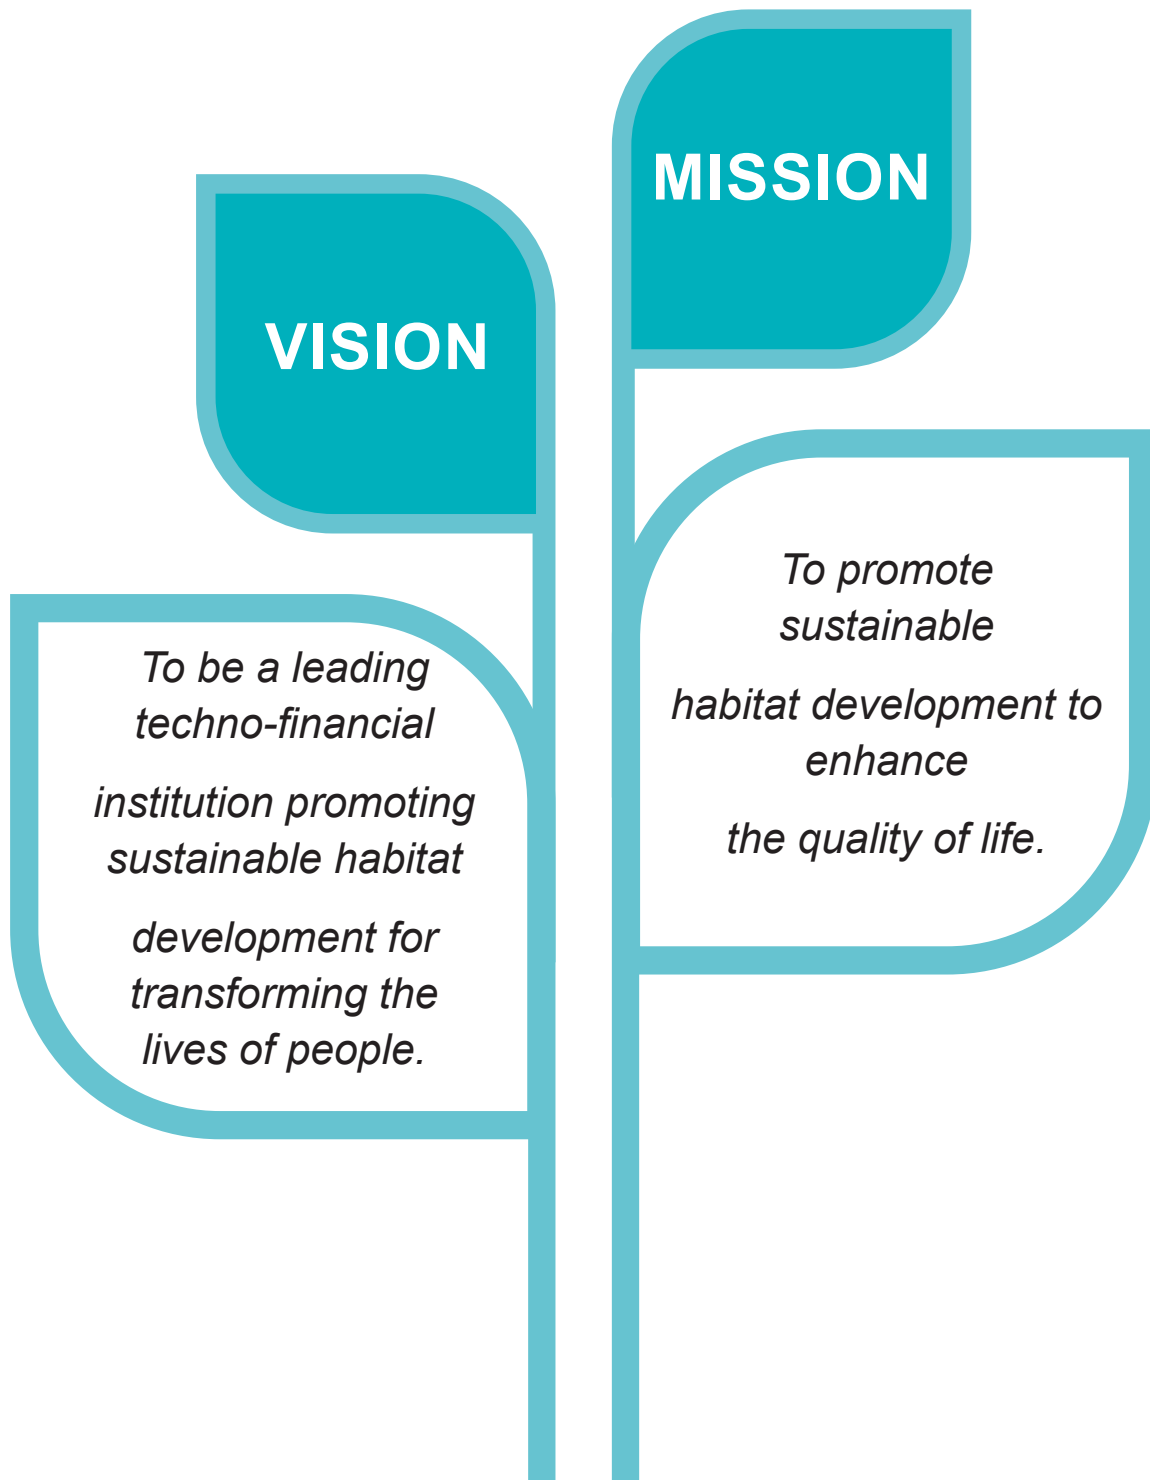 VISION
To be a leading
techno-financial
institution promoting
sustainable habitat
development for
transforming the
lives of people.
MISSION
To promote
sustainable
habitat development to
enhance
the quality of life.